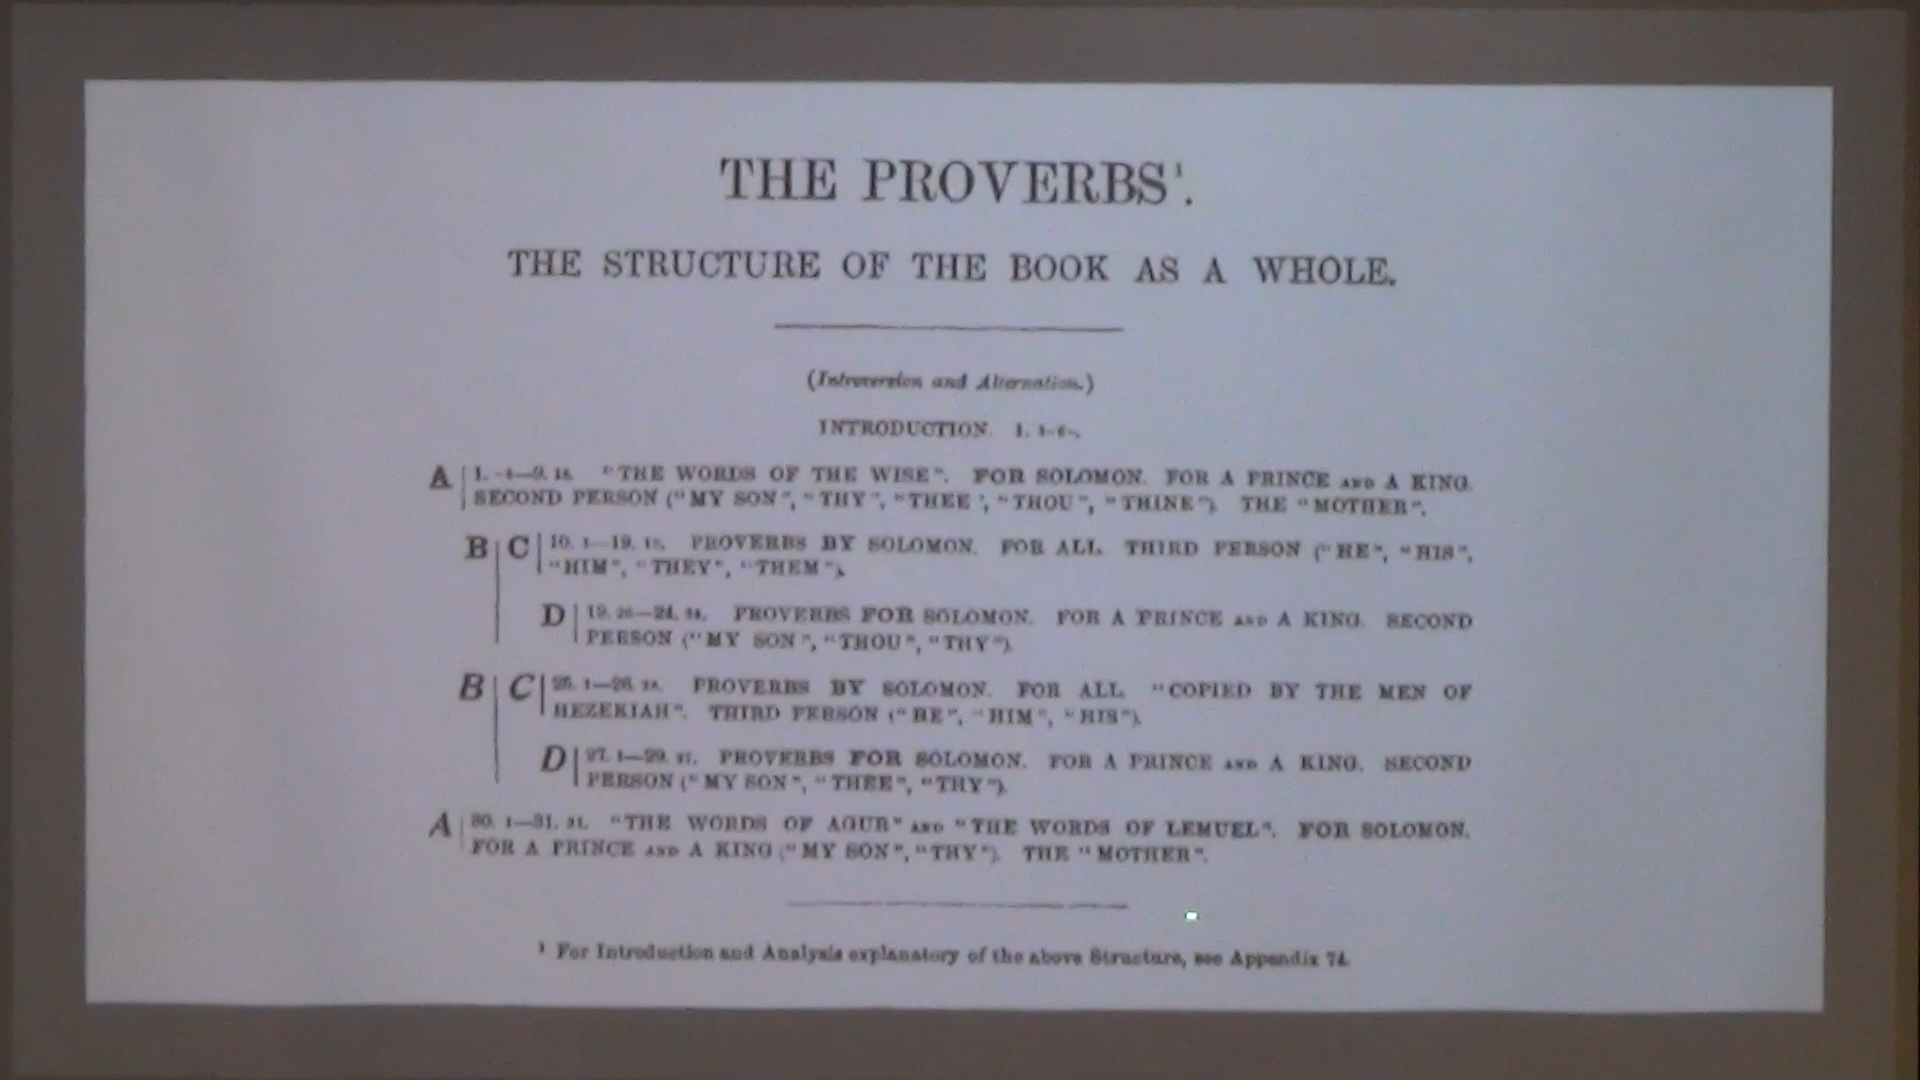 THE PROVERBS¹.
THE STRUCTURE OF THE BOOK AS A WHOLE.
(Introversion and Alternation.)
INTRODUCTION. 1. 1-6-.
A | 1. -6—9. 18. "THE WORDS OF THE WISE". FOR SOLOMON. FOR A PRINCE AND A KING.
SECOND PERSON ("MY SON", "THY", "THEE", "THOU", "THINE"). THE "MOTHER".
B | C | 10. 1—19. 19. PROVERBS BY SOLOMON. FOR ALL. THIRD PERSON ("HE", "HIS",
"HIM", "THEY", "THEM").
D | 19. 20—24. 34. PROVERBS FOR SOLOMON. FOR A PRINCE AND A KING. SECOND
PERSON ("MY SON", "THOU", "THY").
B | C | 25. 1—26. 28. PROVERBS BY SOLOMON. FOR ALL. "COPIED BY THE MEN OF
HEZEKIAH". THIRD PERSON ("HE", "HIM", "HIS").
D | 27. 1—29. 27. PROVERBS FOR SOLOMON. FOR A PRINCE AND A KING. SECOND
PERSON ("MY SON", "THEE", "THY").
A | 30. 1—31. 31. "THE WORDS OF AGUR" AND "THE WORDS OF LEMUEL". FOR SOLOMON.
FOR A PRINCE AND A KING ("MY SON", "THY"). THE "MOTHER".
¹ For Introduction and Analysis explanatory of the above Structure, see Appendix 74.